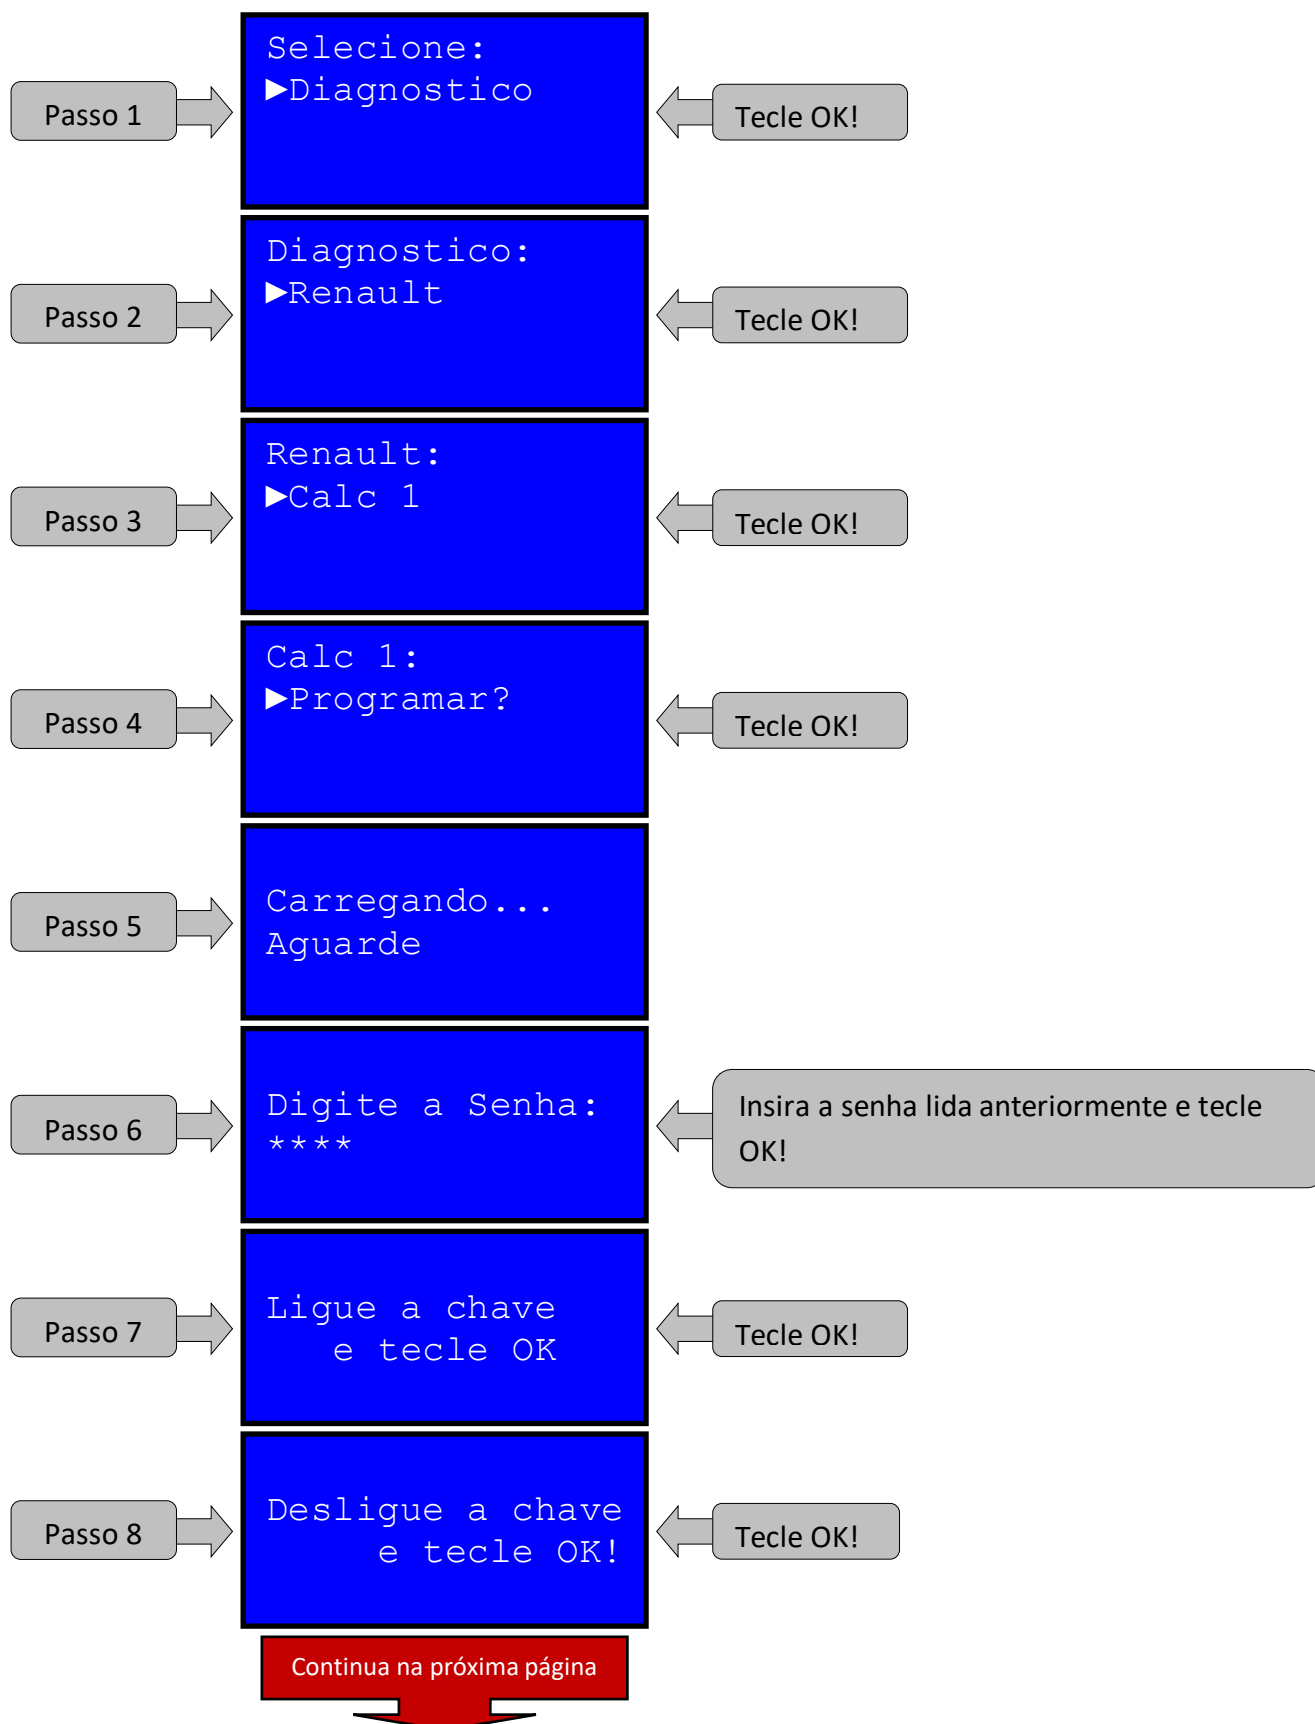 Passo 1
Selecione:
►Diagnostico
Tecle OK!
Passo 2
Diagnostico:
►Renault
Tecle OK!
Passo 3
Renault:
►Calc 1
Tecle OK!
Passo 4
Calc 1:
►Programar?
Tecle OK!
Passo 5
Carregando...
Aguarde
Passo 6
Digite a Senha:
****
Insira a senha lida anteriormente e tecle
OK!
Passo 7
Ligue a chave
e tecle OK
Tecle OK!
Passo 8
Desligue a chave
e tecle OK!
Tecle OK!
Continua na próxima página